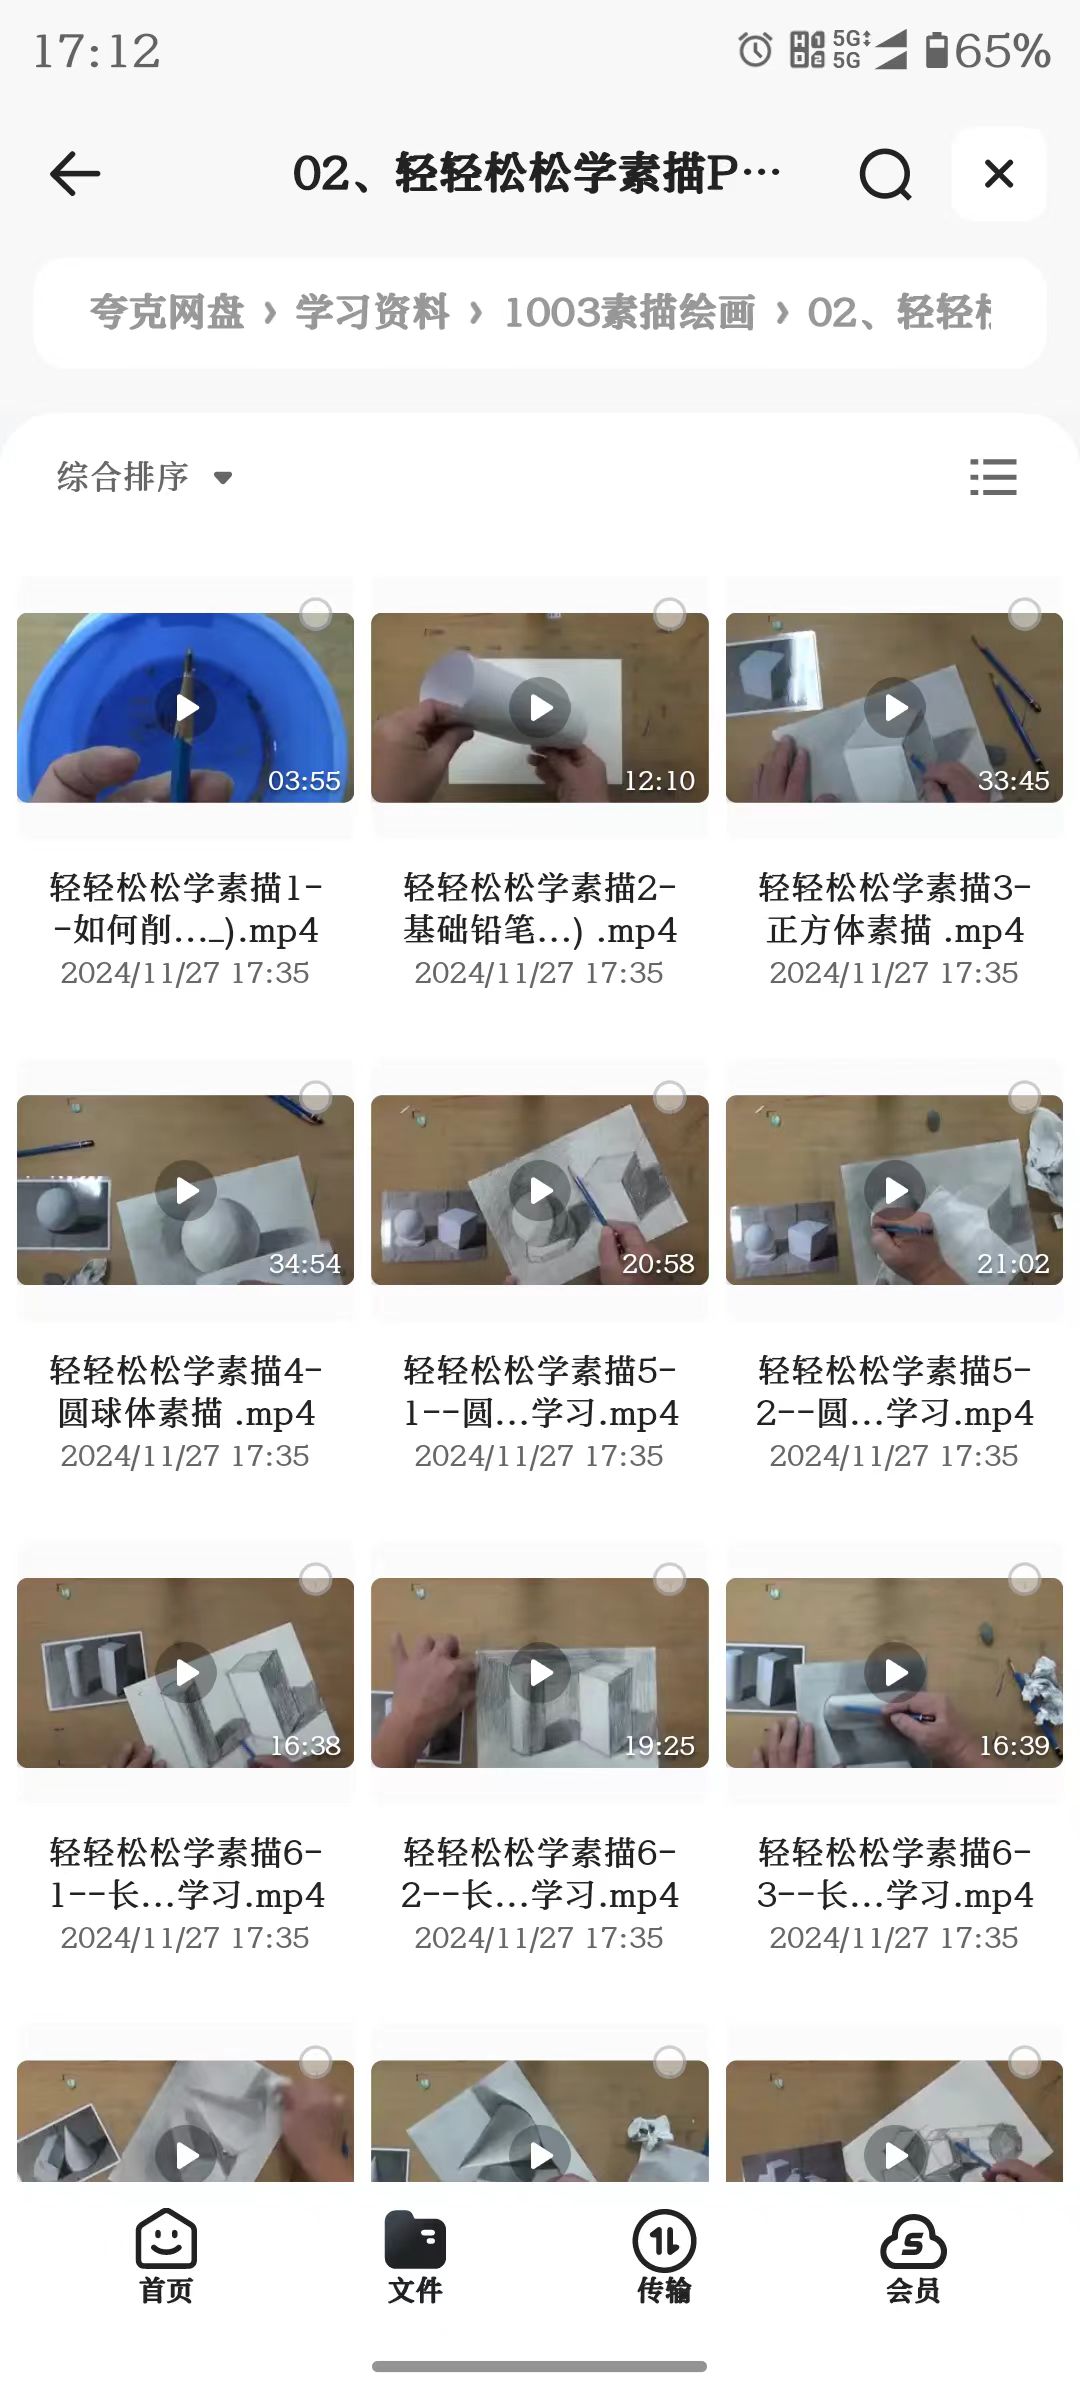 17:12
5G
5G
65%
02、轻轻松松学素描P…
夸克网盘 › 学习资料 › 1003素描绘画 › 02、轻轻
综合排序
03:55
12:10
33:45
轻轻松松学素描1-
-如何削..._).mp4
2024/11/27 17:35
轻轻松松学素描2-
基础铅笔...) .mp4
2024/11/27 17:35
轻轻松松学素描3-
正方体素描 .mp4
2024/11/27 17:35
34:54
20:58
21:02
轻轻松松学素描4-
圆球体素描 .mp4
2024/11/27 17:35
轻轻松松学素描5-
1--圆...学习.mp4
2024/11/27 17:35
轻轻松松学素描5-
2--圆...学习.mp4
2024/11/27 17:35
16:38
19:25
16:39
轻轻松松学素描6-
1--长...学习.mp4
2024/11/27 17:35
轻轻松松学素描6-
2--长...学习.mp4
2024/11/27 17:35
轻轻松松学素描6-
3--长...学习.mp4
2024/11/27 17:35
首页
文件
传输
会员